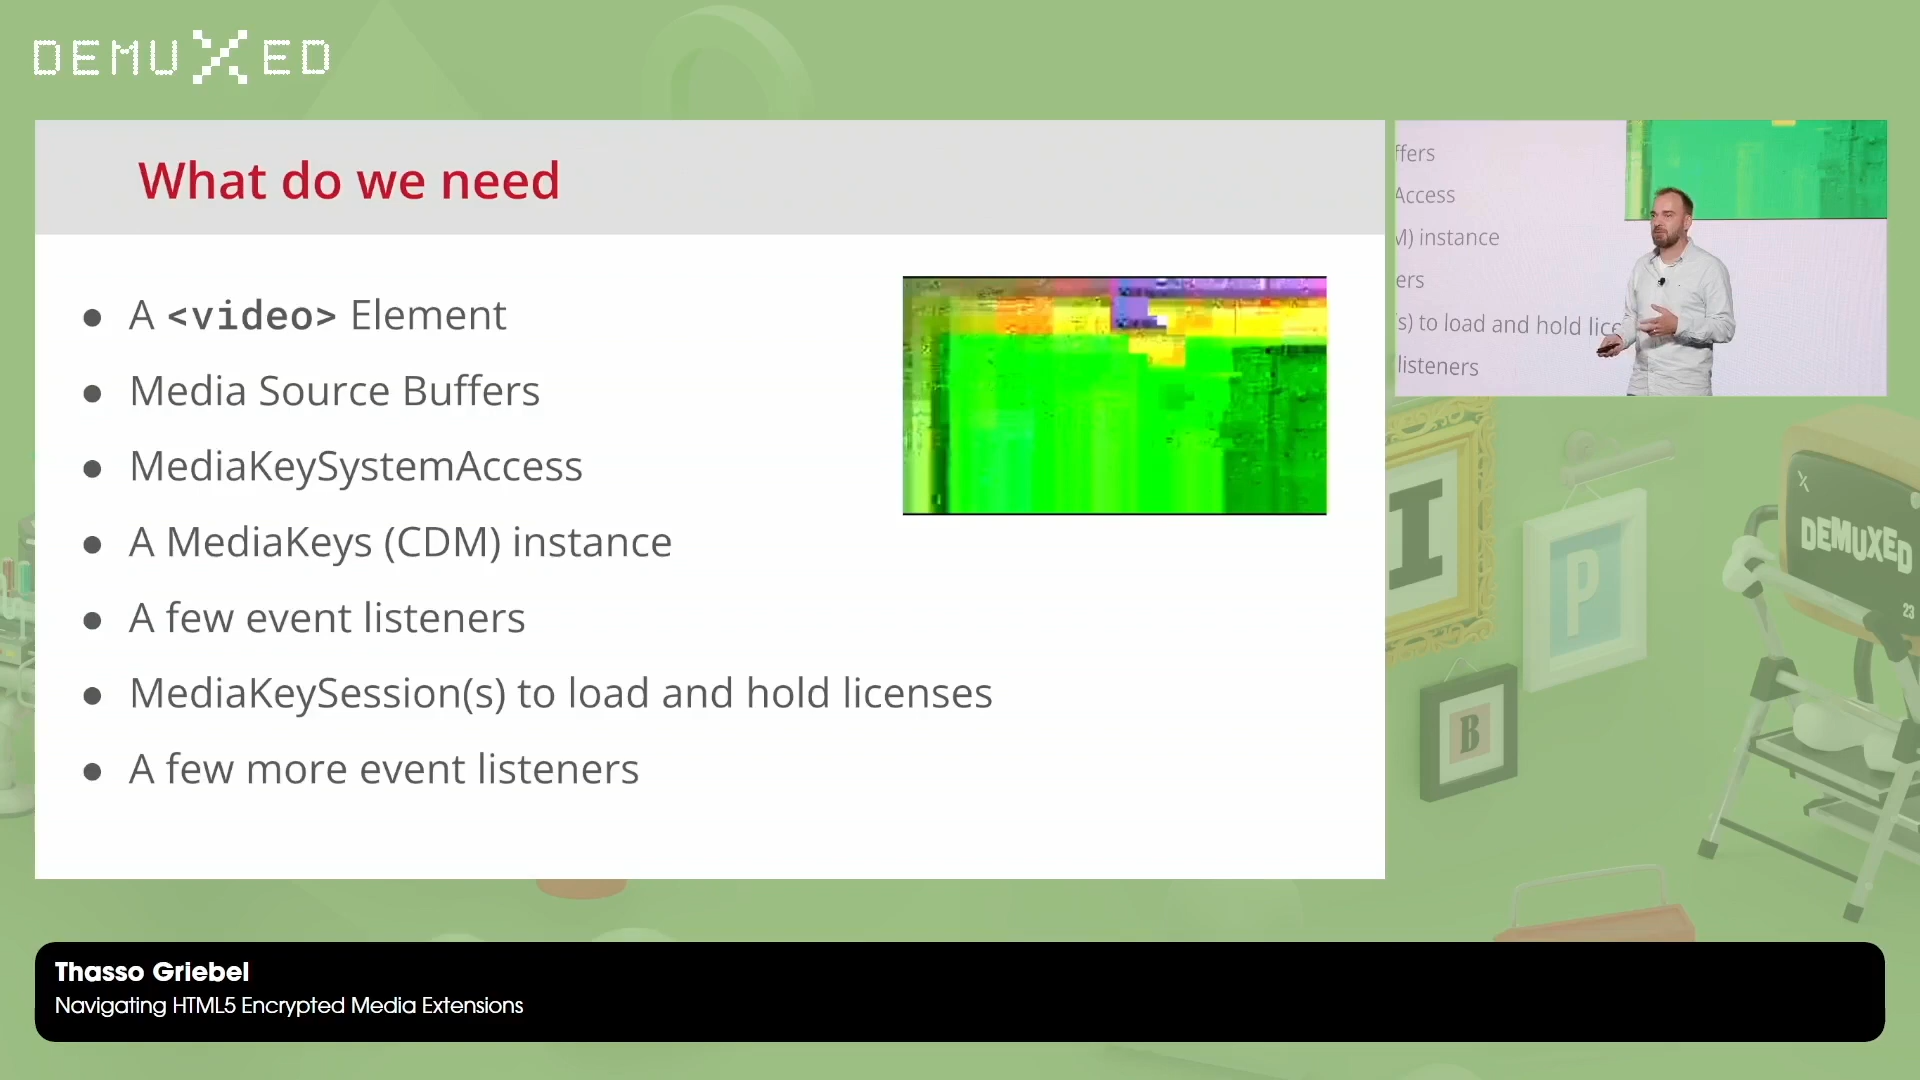 DEMUXED
What do we need
● A <video> Element
● Media Source Buffers
● MediaKeySystemAccess
● A MediaKeys (CDM) instance
● A few event listeners
● MediaKeySession(s) to load and hold licenses
● A few more event listeners
ffers
Access
M) instance
ers
s) to load and hold lice
listeners
I
P
B
X
DEMUXED
23
Thasso Griebel
Navigating HTML5 Encrypted Media Extensions